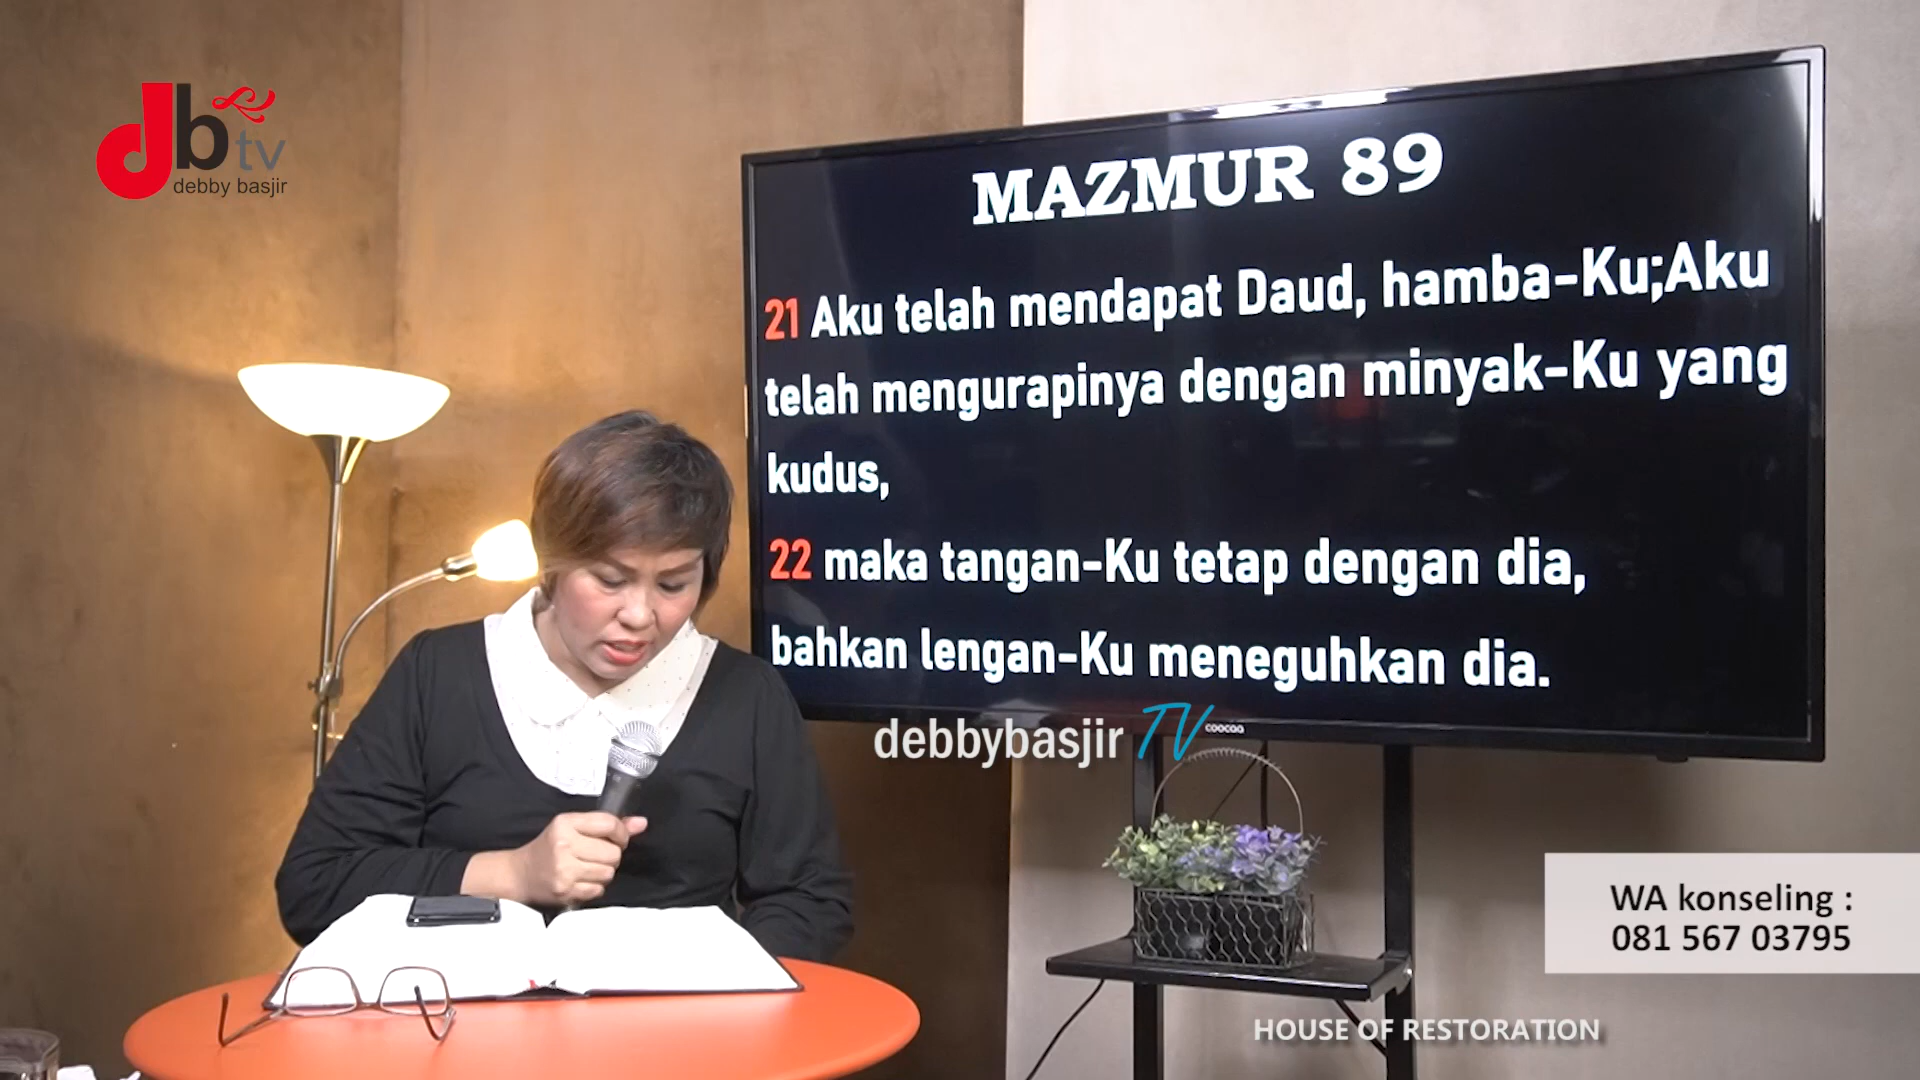 db tv
debby basjir
MAZMUR 89
21 Aku telah mendapat Daud, hamba-Ku;Aku
telah mengurapinya dengan minyak-Ku yang
kudus,
22 maka tangan-Ku tetap dengan dia,
bahkan lengan-Ku meneguhkan dia.
debbybasjir TV
coocaa
WA konseling :
081 567 03795
HOUSE OF RESTORATION